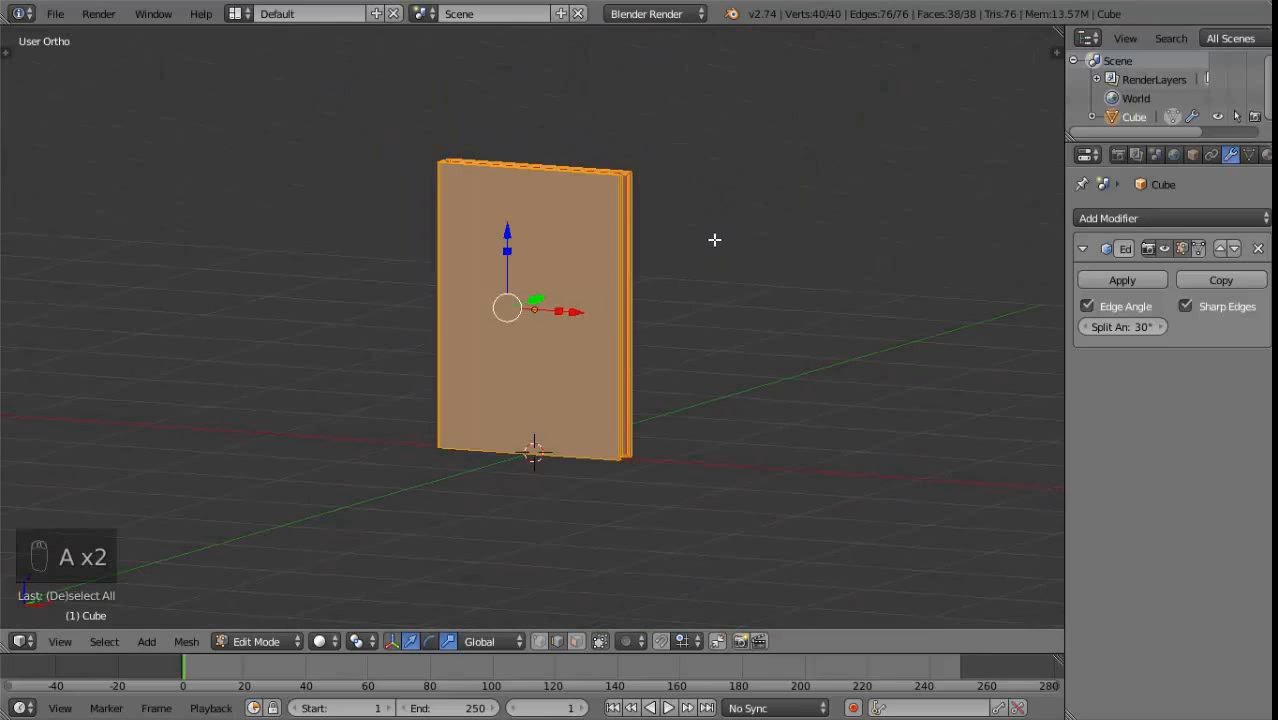 File Render Window Help Default Scene Blender Render v2.74 | Verts:40/40 | Edges:76/76 | Faces:38/38 | Tris:76 | Mem:13.57M | Cube
User Ortho
View Search All Scenes
Scene
RenderLayers
World
Cube
Cube
Add Modifier
Ed
Apply Copy
Edge Angle Sharp Edges
Split An: 30°
A x2
Last: (De)select All
(1) Cube
View Select Add Mesh Edit Mode Global
-40 -20 0 20 40 60 80 100 120 140 160 180 200 220 240 260 280
View Marker Frame Playback Start: 1 End: 250 1 No Sync